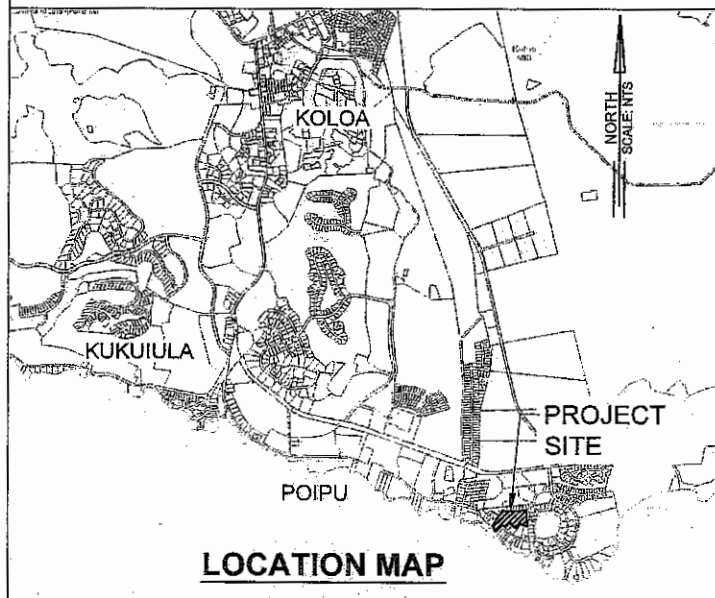 KOLOA
NORTH
SCALE: NTS
KUKUIULA
PROJECT
SITE
POIPU
LOCATION MAP